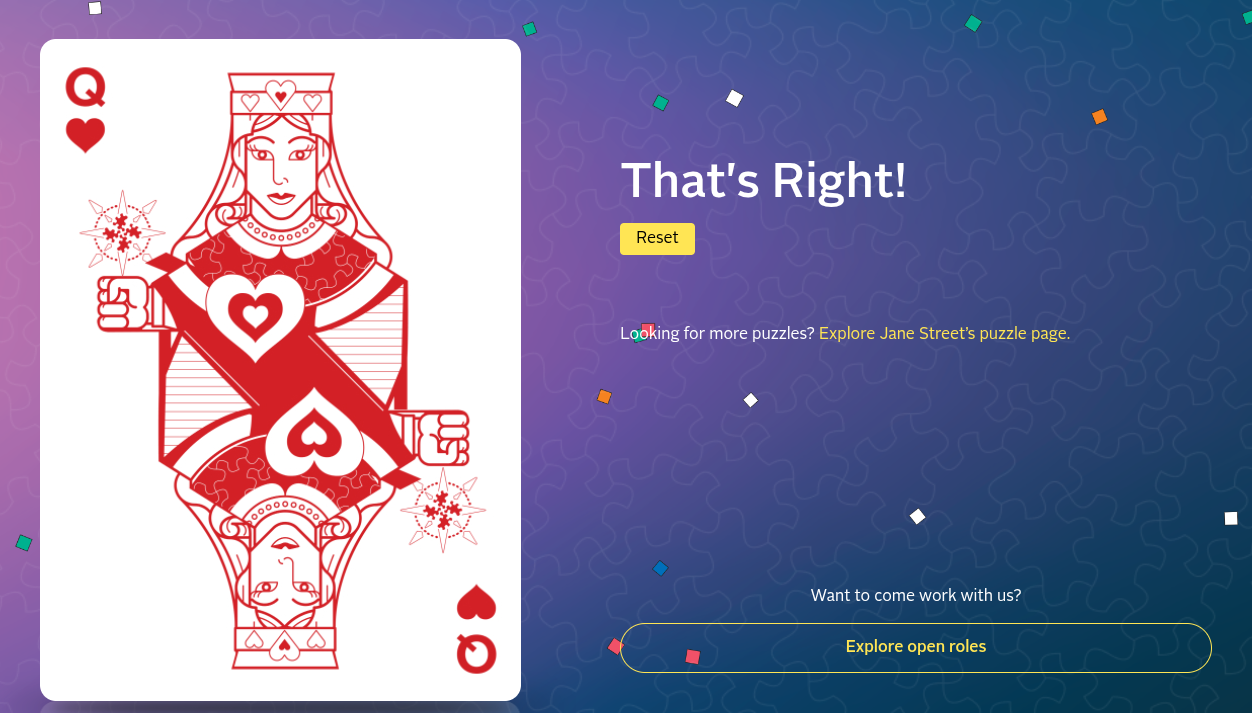 Q
That's Right!
Reset
Looking for more puzzles? Explore Jane Street's puzzle page.
Want to come work with us?
Explore open roles
Q